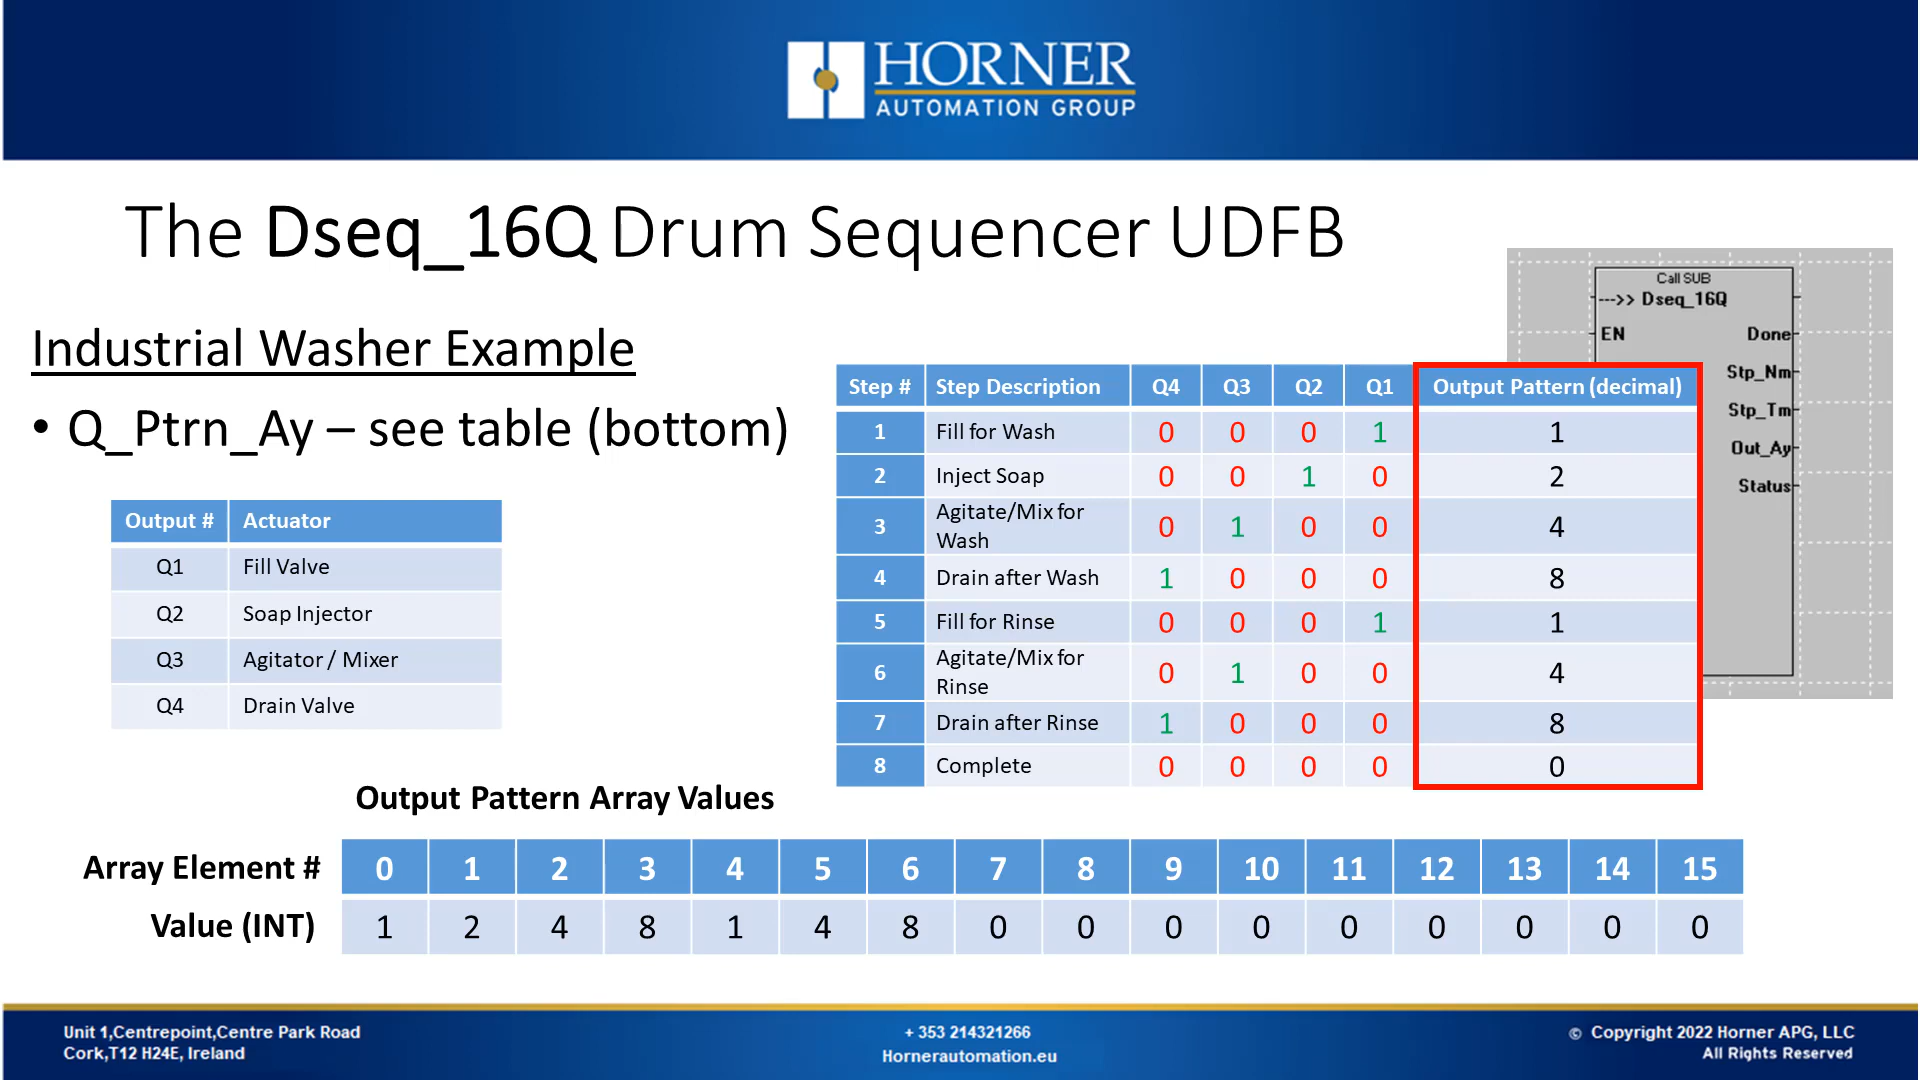 HORNER
AUTOMATION GROUP
The Dseq_16Q Drum Sequencer UDFB
Industrial Washer Example
• Q_Ptrn_Ay – see table (bottom)
Output # Actuator
Q1 Fill Valve
Q2 Soap Injector
Q3 Agitator / Mixer
Q4 Drain Valve
Call SUB
--->> Dseq_16Q
EN Done
Stp_Nm
Stp_Tm
Out_Ay
Status
Step # Step Description Q4 Q3 Q2 Q1 Output Pattern (decimal)
1 Fill for Wash 0 0 0 1 1
2 Inject Soap 0 0 1 0 2
3 Agitate/Mix for
Wash 0 1 0 0 4
4 Drain after Wash 1 0 0 0 8
5 Fill for Rinse 0 0 0 1 1
6 Agitate/Mix for
Rinse 0 1 0 0 4
7 Drain after Rinse 1 0 0 0 8
8 Complete 0 0 0 0 0
Output Pattern Array Values
Array Element # 0 1 2 3 4 5 6 7 8 9 10 11 12 13 14 15
Value (INT) 1 2 4 8 1 4 8 0 0 0 0 0 0 0 0 0
Unit 1,Centrepoint,Centre Park Road
Cork,T12 H24E, Ireland
+ 353 214321266
Hornerautomation.eu
© Copyright 2022 Horner APG, LLC
All Rights Reserved